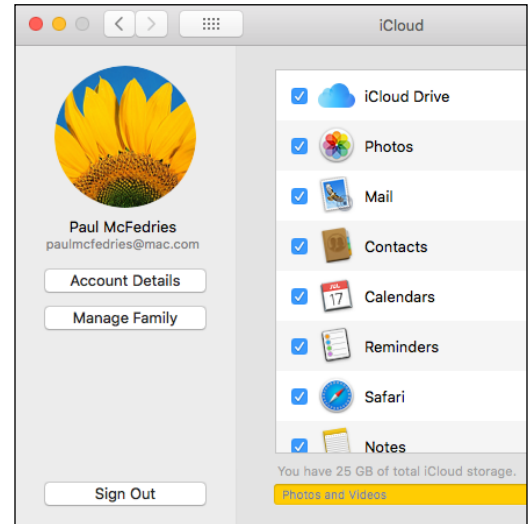 iCloud
Paul McFedries
paulmcfedries@mac.com
Account Details
Manage Family
Sign Out
iCloud Drive
Photos
Mail
Contacts
JUL
17
Calendars
Reminders
Safari
Notes
You have 25 GB of total iCloud storage.
Photos and Videos